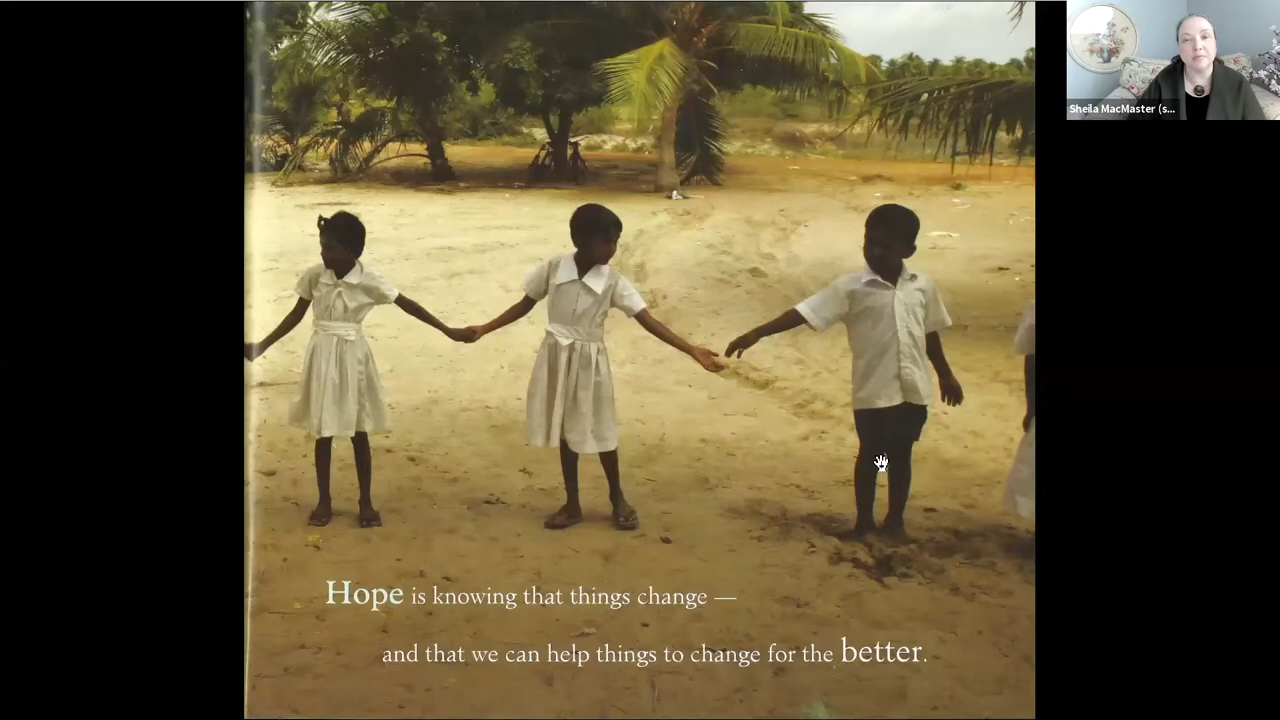 Sheila MacMaster (s...
Hope is knowing that things change —
and that we can help things to change for the better.